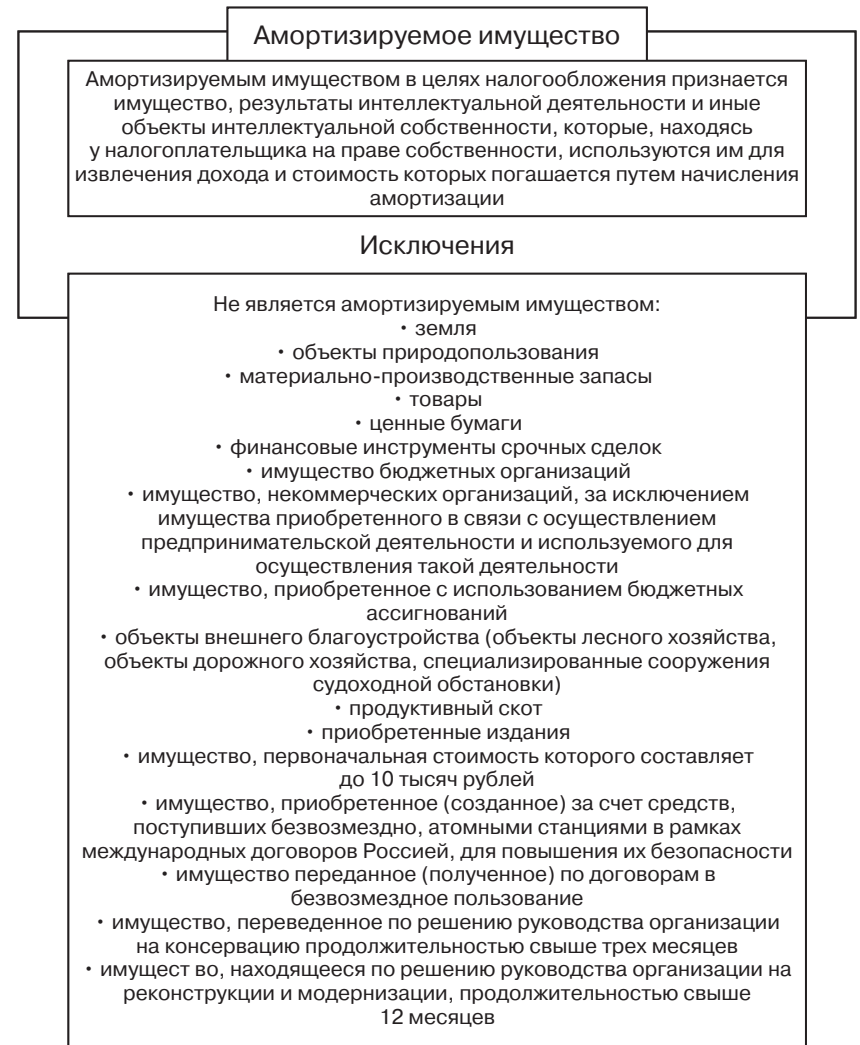 Амортизируемое имущество
Амортизируемым имуществом в целях налогообложения признается
имущество, результаты интеллектуальной деятельности и иные
объекты интеллектуальной собственности, которые, находясь
у налогоплательщика на праве собственности, используются им для
извлечения дохода и стоимость которых погашается путем начисления
амортизации
Исключения
Не является амортизируемым имуществом:
• земля
• объекты природопользования
• материально-производственные запасы
• товары
• ценные бумаги
• финансовые инструменты срочных сделок
• имущество бюджетных организаций
• имущество, некоммерческих организаций, за исключением
имущества приобретенного в связи с осуществлением
предпринимательской деятельности и используемого для
осуществления такой деятельности
• имущество, приобретенное с использованием бюджетных
ассигнований
• объекты внешнего благоустройства (объекты лесного хозяйства,
объекты дорожного хозяйства, специализированные сооружения
судоходной обстановки)
• продуктивный скот
• приобретенные издания
• имущество, первоначальная стоимость которого составляет
до 10 тысяч рублей
• имущество, приобретенное (созданное) за счет средств,
поступивших безвозмездно, атомными станциями в рамках
международных договоров Россией, для повышения их безопасности
• имущество переданное (полученное) по договорам в
безвозмездное пользование
• имущество, переведенное по решению руководства организации
на консервацию продолжительностью свыше трех месяцев
• имущест во, находящееся по решению руководства организации на
реконструкции и модернизации, продолжительностью свыше
12 месяцев